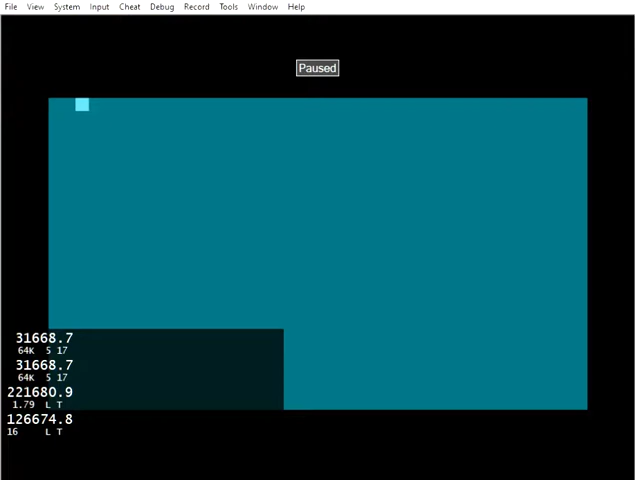 File View System Input Cheat Debug Record Tools Window Help
Paused
31668.7
64K 5 17
31668.7
64K 5 17
221680.9
1.79 L T
126674.8
16 L T